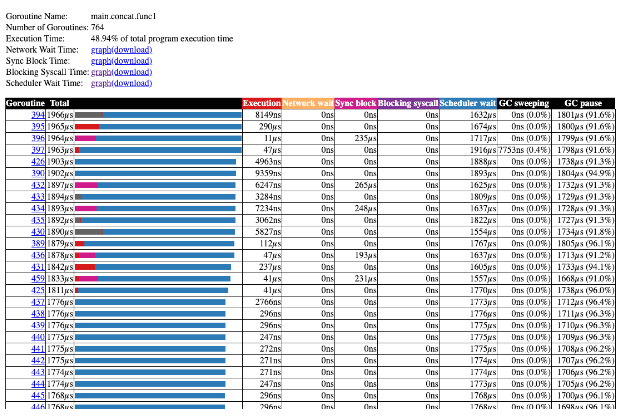 Goroutine Name: main.concat.func1
Number of Goroutines: 764
Execution Time: 48.94% of total program execution time
Network Wait Time: graph(download)
Sync Block Time: graph(download)
Blocking Syscall Time: graph(download)
Scheduler Wait Time: graph(download)
Goroutine Total Execution Network wait Sync block Blocking syscall Scheduler wait GC sweeping GC pause
394 1966µs 8149ns 0ns 0ns 0ns 1632µs 0ns (0.0%) 1801µs (91.6%)
395 1965µs 290µs 0ns 0ns 0ns 1674µs 0ns (0.0%) 1800µs (91.6%)
396 1964µs 11µs 0ns 235µs 0ns 1717µs 0ns (0.0%) 1799µs (91.6%)
397 1963µs 47µs 0ns 0ns 0ns 1916µs 7753ns (0.4%) 1798µs (91.6%)
426 1903µs 4963ns 0ns 0ns 0ns 1888µs 0ns (0.0%) 1738µs (91.3%)
390 1902µs 9359ns 0ns 0ns 0ns 1893µs 0ns (0.0%) 1804µs (94.9%)
432 1897µs 6247ns 0ns 265µs 0ns 1625µs 0ns (0.0%) 1732µs (91.3%)
433 1894µs 3284ns 0ns 0ns 0ns 1809µs 0ns (0.0%) 1729µs (91.3%)
434 1893µs 7234ns 0ns 248µs 0ns 1637µs 0ns (0.0%) 1728µs (91.3%)
435 1892µs 3062ns 0ns 0ns 0ns 1822µs 0ns (0.0%) 1727µs (91.3%)
430 1890µs 5827ns 0ns 0ns 0ns 1554µs 0ns (0.0%) 1734µs (91.8%)
389 1879µs 112µs 0ns 0ns 0ns 1767µs 0ns (0.0%) 1805µs (96.1%)
436 1878µs 47µs 0ns 193µs 0ns 1637µs 0ns (0.0%) 1713µs (91.2%)
431 1842µs 237µs 0ns 0ns 0ns 1605µs 0ns (0.0%) 1733µs (94.1%)
459 1833µs 41µs 0ns 231µs 0ns 1557µs 0ns (0.0%) 1668µs (91.0%)
425 1811µs 41µs 0ns 0ns 0ns 1770µs 0ns (0.0%) 1738µs (96.0%)
437 1776µs 2766ns 0ns 0ns 0ns 1773µs 0ns (0.0%) 1712µs (96.4%)
438 1776µs 296ns 0ns 0ns 0ns 1776µs 0ns (0.0%) 1711µs (96.3%)
439 1776µs 296ns 0ns 0ns 0ns 1775µs 0ns (0.0%) 1710µs (96.3%)
440 1775µs 247ns 0ns 0ns 0ns 1775µs 0ns (0.0%) 1709µs (96.3%)
441 1775µs 272ns 0ns 0ns 0ns 1775µs 0ns (0.0%) 1708µs (96.2%)
442 1775µs 271ns 0ns 0ns 0ns 1774µs 0ns (0.0%) 1707µs (96.2%)
443 1774µs 271ns 0ns 0ns 0ns 1774µs 0ns (0.0%) 1706µs (96.2%)
444 1774µs 247ns 0ns 0ns 0ns 1773µs 0ns (0.0%) 1705µs (96.2%)
445 1768µs 296ns 0ns 0ns 0ns 1768µs 0ns (0.0%) 1700µs (96.1%)
446 1768µs 296ns 0ns 0ns 0ns 1768µs 0ns (0.0%) 1698µs (96.1%)